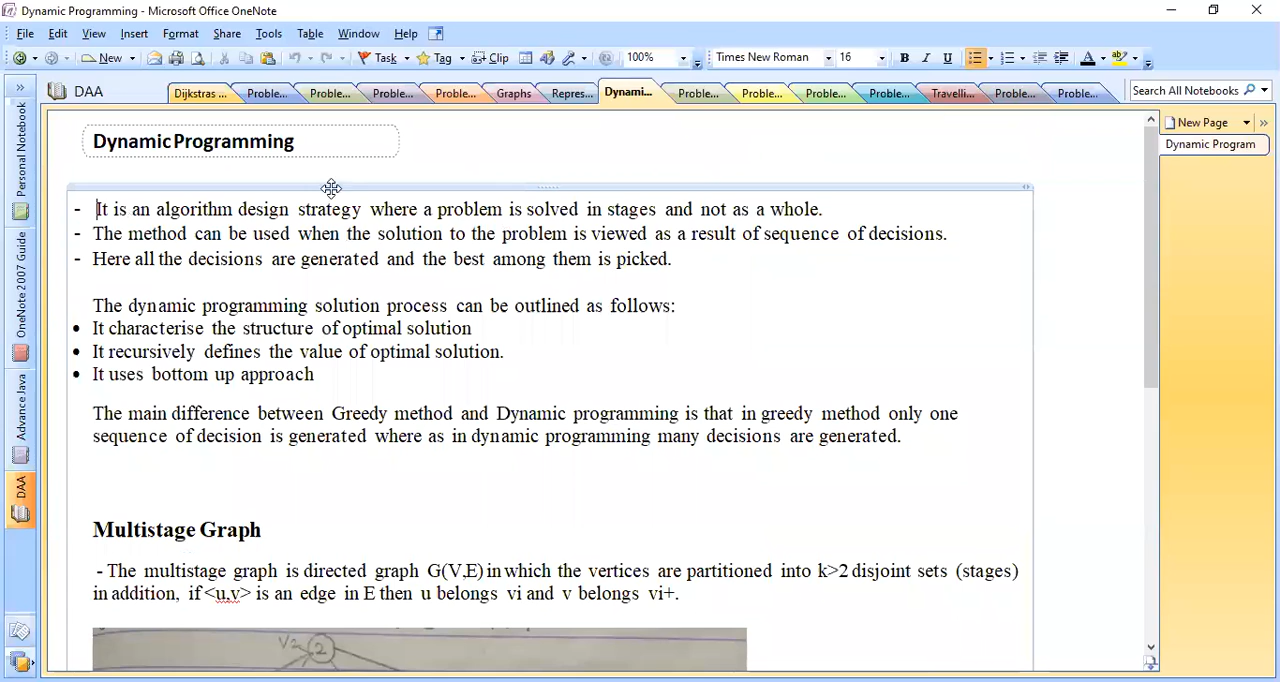 Dynamic Programming - Microsoft Office OneNote
File Edit View Insert Format Share Tools Table Window Help
New Task Tag Clip 100% Times New Roman 16 B I U A ab
DAA Dijkstras ... Proble... Proble... Proble... Proble... Graphs Repres... Dynami... Proble... Proble... Proble... Proble... Travelli... Proble... Proble... Search All Notebooks
New Page
Dynamic Program
Personal Notebook
OneNote 2007 Guide
Advance Java
DAA
Dynamic Programming
- It is an algorithm design strategy where a problem is solved in stages and not as a whole.
- The method can be used when the solution to the problem is viewed as a result of sequence of decisions.
- Here all the decisions are generated and the best among them is picked.
The dynamic programming solution process can be outlined as follows:
• It characterise the structure of optimal solution
• It recursively defines the value of optimal solution.
• It uses bottom up approach
The main difference between Greedy method and Dynamic programming is that in greedy method only one
sequence of decision is generated where as in dynamic programming many decisions are generated.
Multistage Graph
- The multistage graph is directed graph G(V,E) in which the vertices are partitioned into k>2 disjoint sets (stages)
in addition, if <u,v> is an edge in E then u belongs vi and v belongs vi+.
V2 2